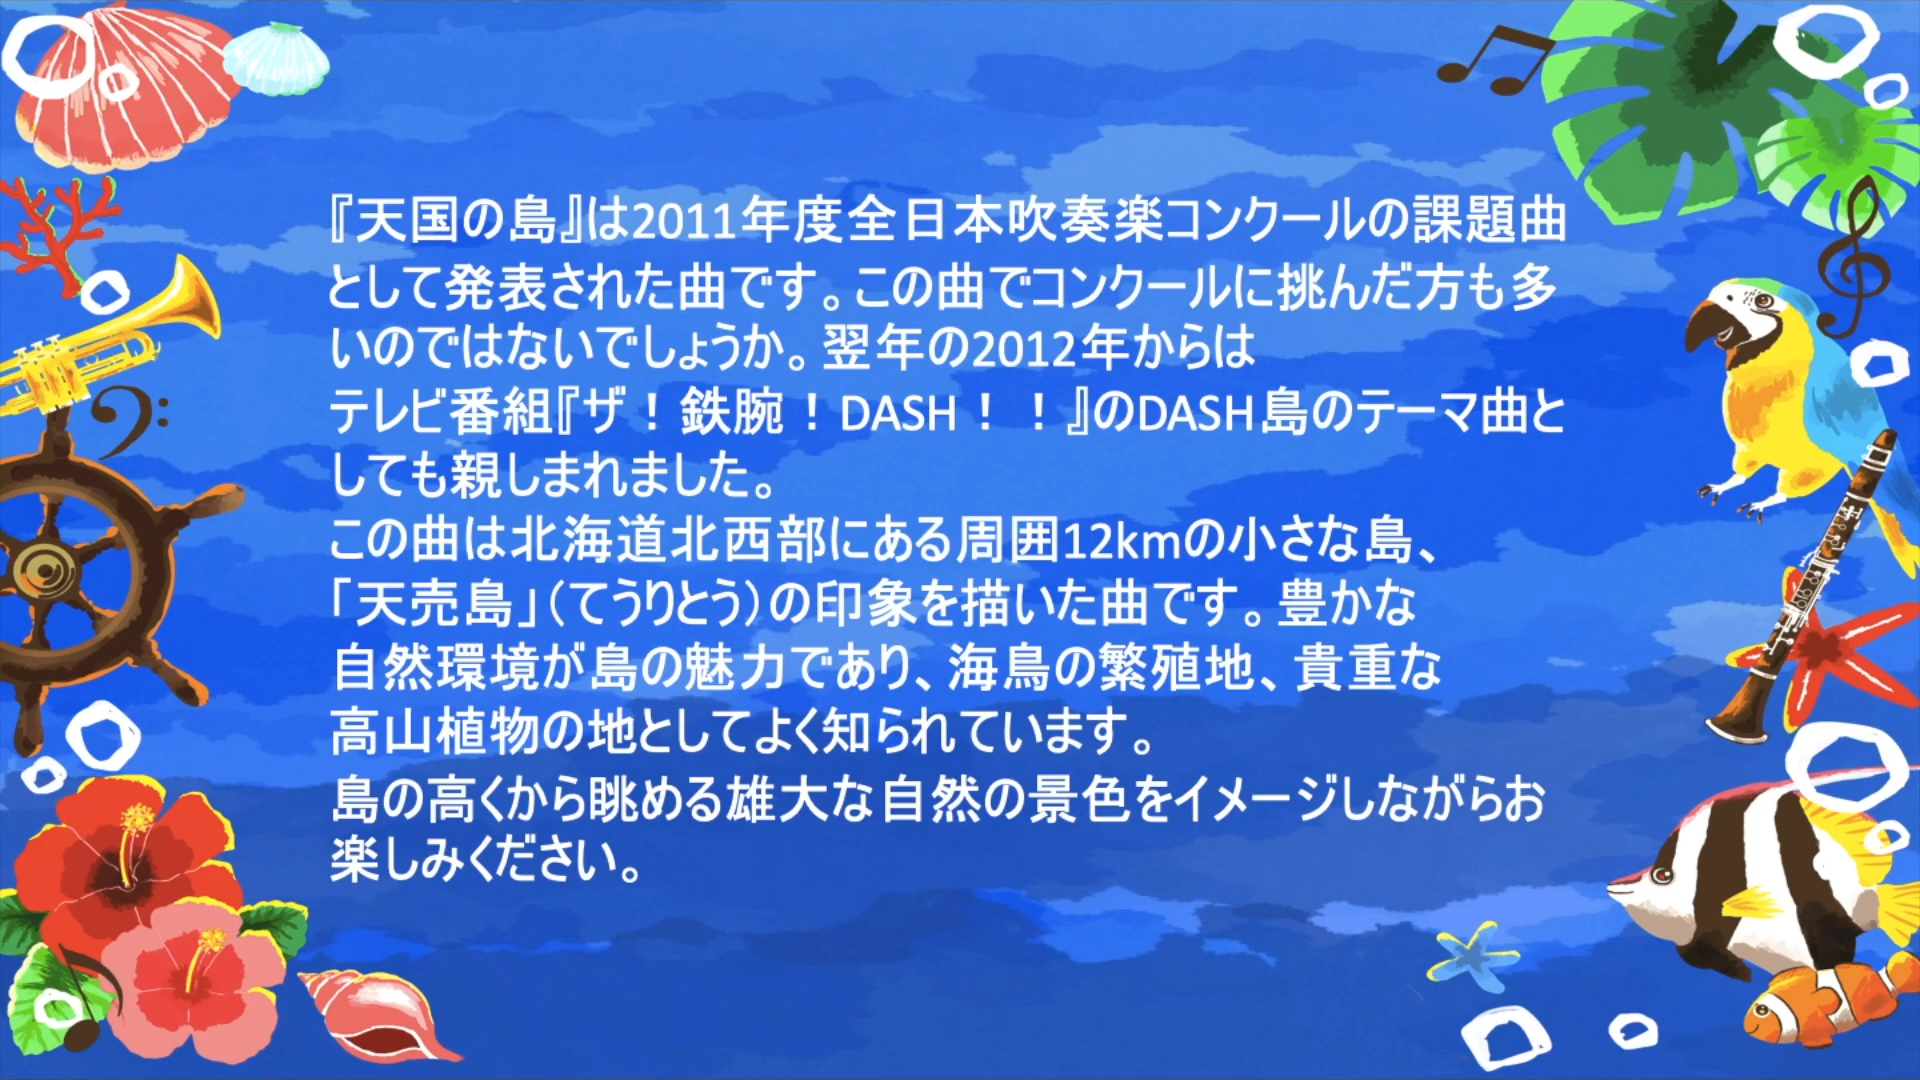 『天国の島』は2011年度全日本吹奏楽コンクールの課題曲
として発表された曲です。この曲でコンクールに挑んだ方も多
いのではないでしょうか。翌年の2012年からは
テレビ番組『ザ！鉄腕！DASH！！』のDASH島のテーマ曲と
しても親しまれました。
この曲は北海道北西部にある周囲12kmの小さな島、
「天売島」（てうりとう）の印象を描いた曲です。豊かな
自然環境が島の魅力であり、海鳥の繁殖地、貴重な
高山植物の地としてよく知られています。
島の高くから眺める雄大な自然の景色をイメージしながらお
楽しみください。